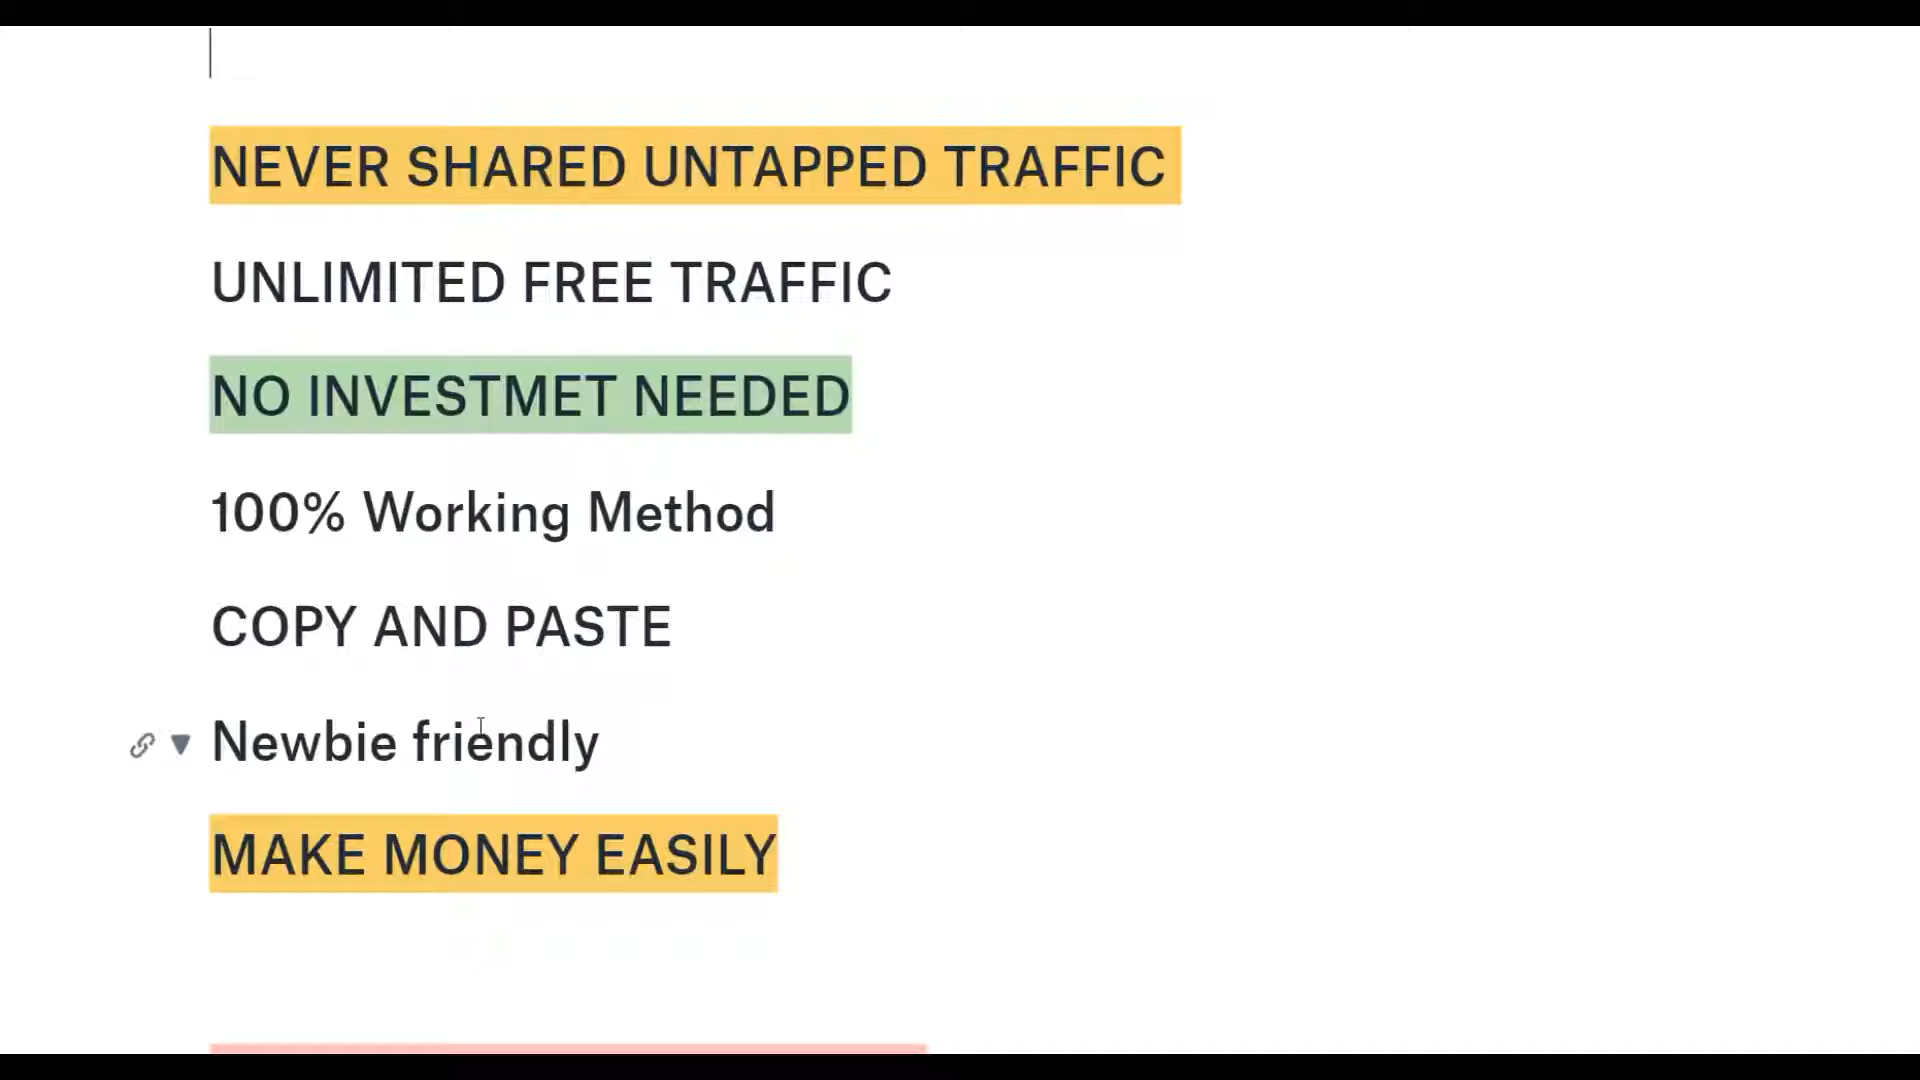 NEVER SHARED UNTAPPED TRAFFIC
UNLIMITED FREE TRAFFIC
NO INVESTMET NEEDED
100% Working Method
COPY AND PASTE
Newbie friendly
MAKE MONEY EASILY